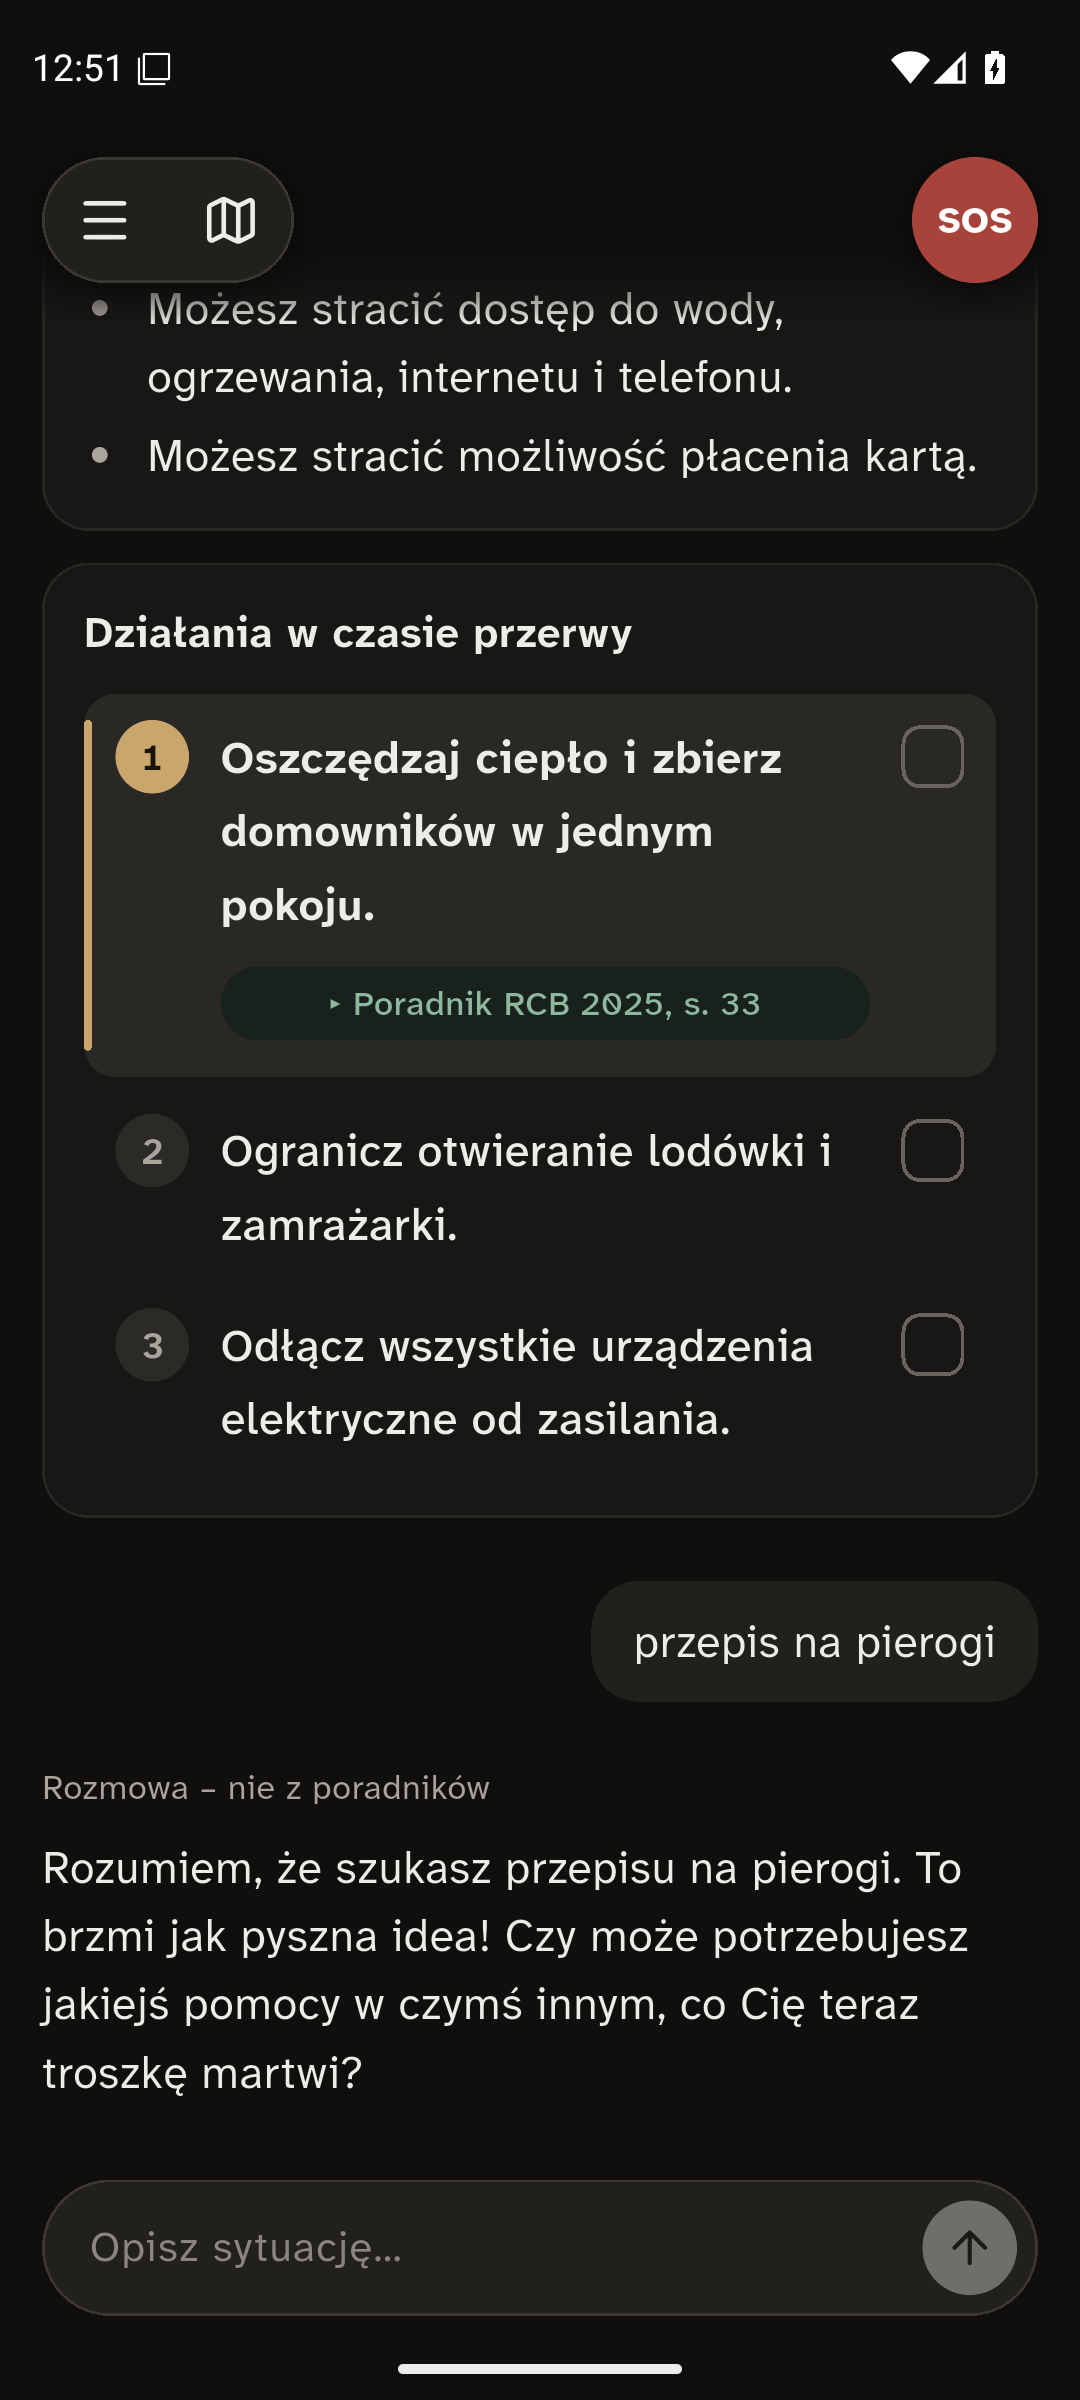 12:51
SOS
Możesz stracić dostęp do wody,
ogrzewania, internetu i telefonu.
Możesz stracić możliwość płacenia kartą.
Działania w czasie przerwy
1
Oszczędzaj ciepło i zbierz
domowników w jednym
pokoju.
‣ Poradnik RCB 2025, s. 33
2
Ogranicz otwieranie lodówki i
zamrażarki.
3
Odłącz wszystkie urządzenia
elektryczne od zasilania.
przepis na pierogi
Rozmowa – nie z poradników
Rozumiem, że szukasz przepisu na pierogi. To
brzmi jak pyszna idea! Czy może potrzebujesz
jakiejś pomocy w czymś innym, co Cię teraz
troszkę martwi?
Opisz sytuację...